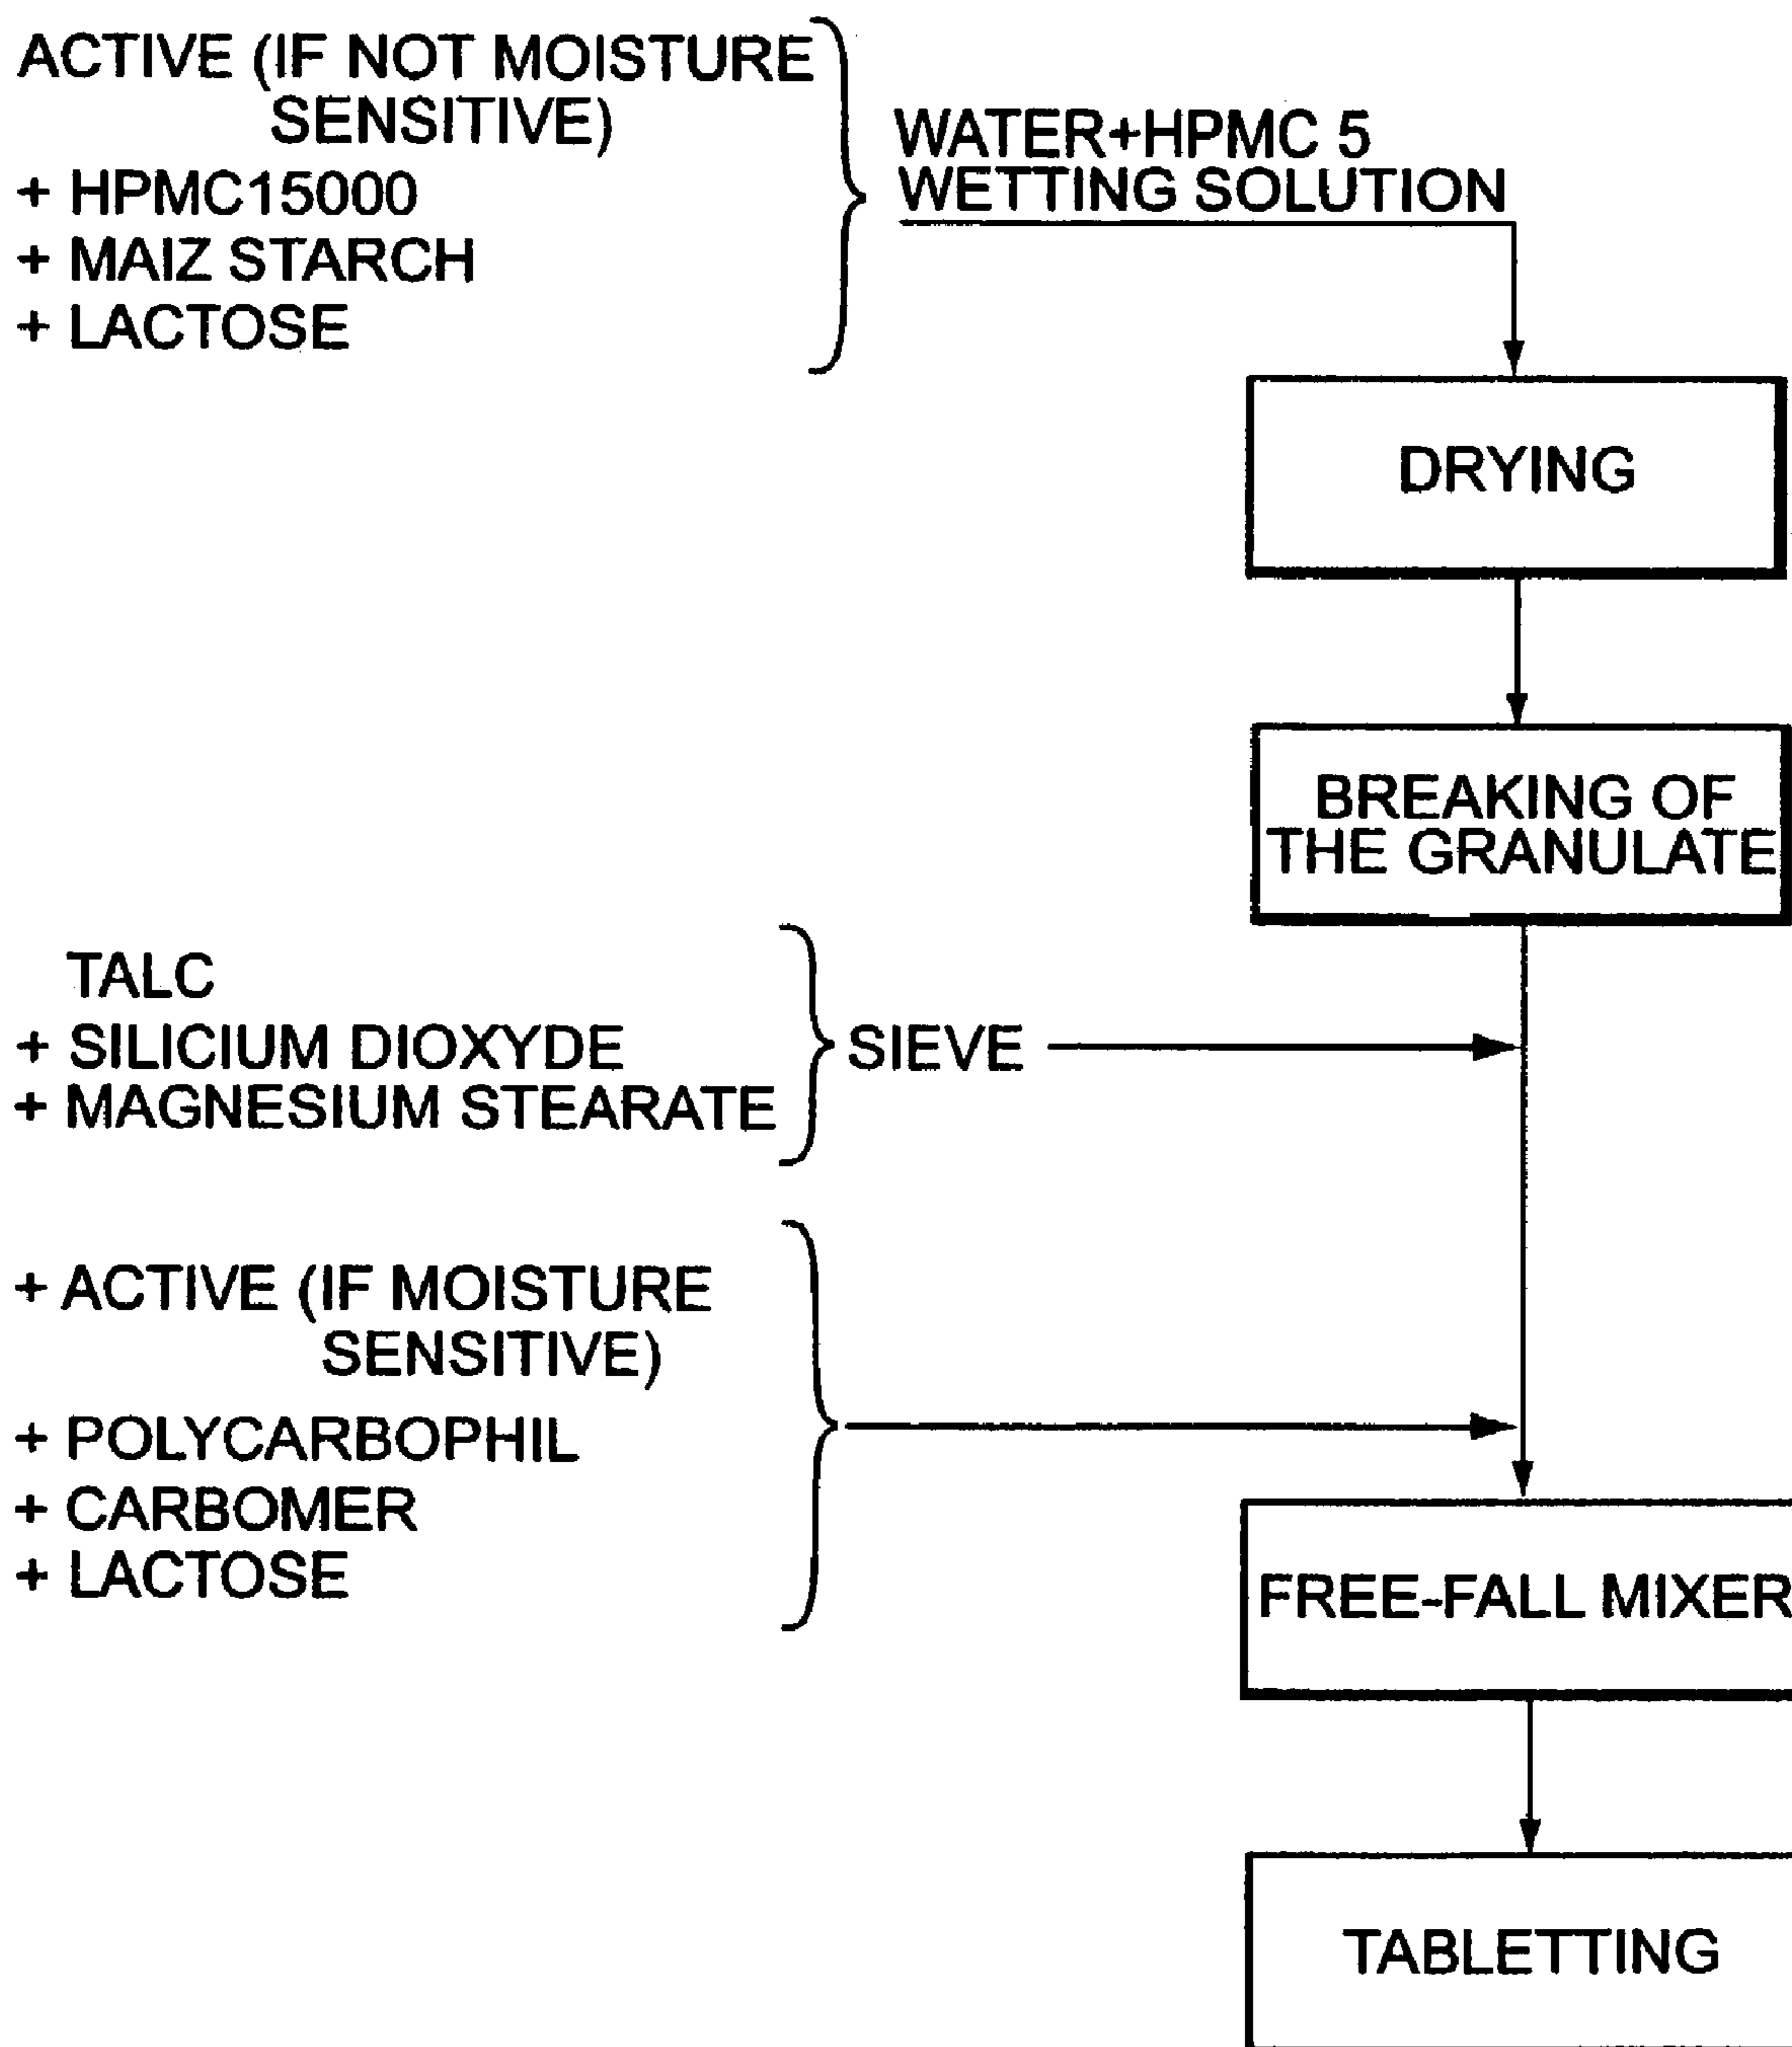 ACTIVE (IF NOT MOISTURE
SENSITIVE)
+ HPMC15000
+ MAIZ STARCH
+ LACTOSE
WATER+HPMC 5
WETTING SOLUTION
DRYING
BREAKING OF
THE GRANULATE
TALC
+ SILICIUM DIOXYDE
+ MAGNESIUM STEARATE
SIEVE
+ ACTIVE (IF MOISTURE
SENSITIVE)
+ POLYCARBOPHIL
+ CARBOMER
+ LACTOSE
FREE-FALL MIXER
TABLETTING